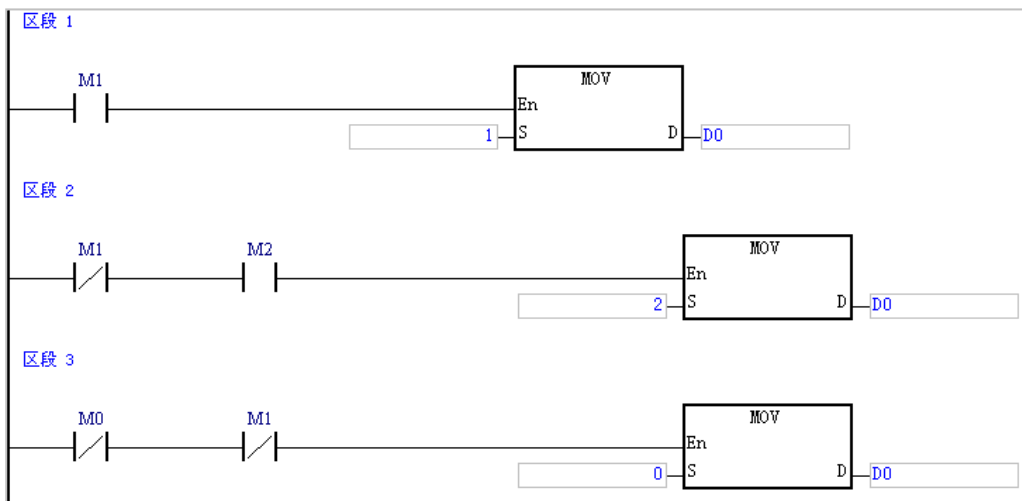 区段 1
M1
MOV
En
1 S D D0
区段 2
M1 M2
MOV
En
2 S D D0
区段 3
M0 M1
MOV
En
0 S D D0